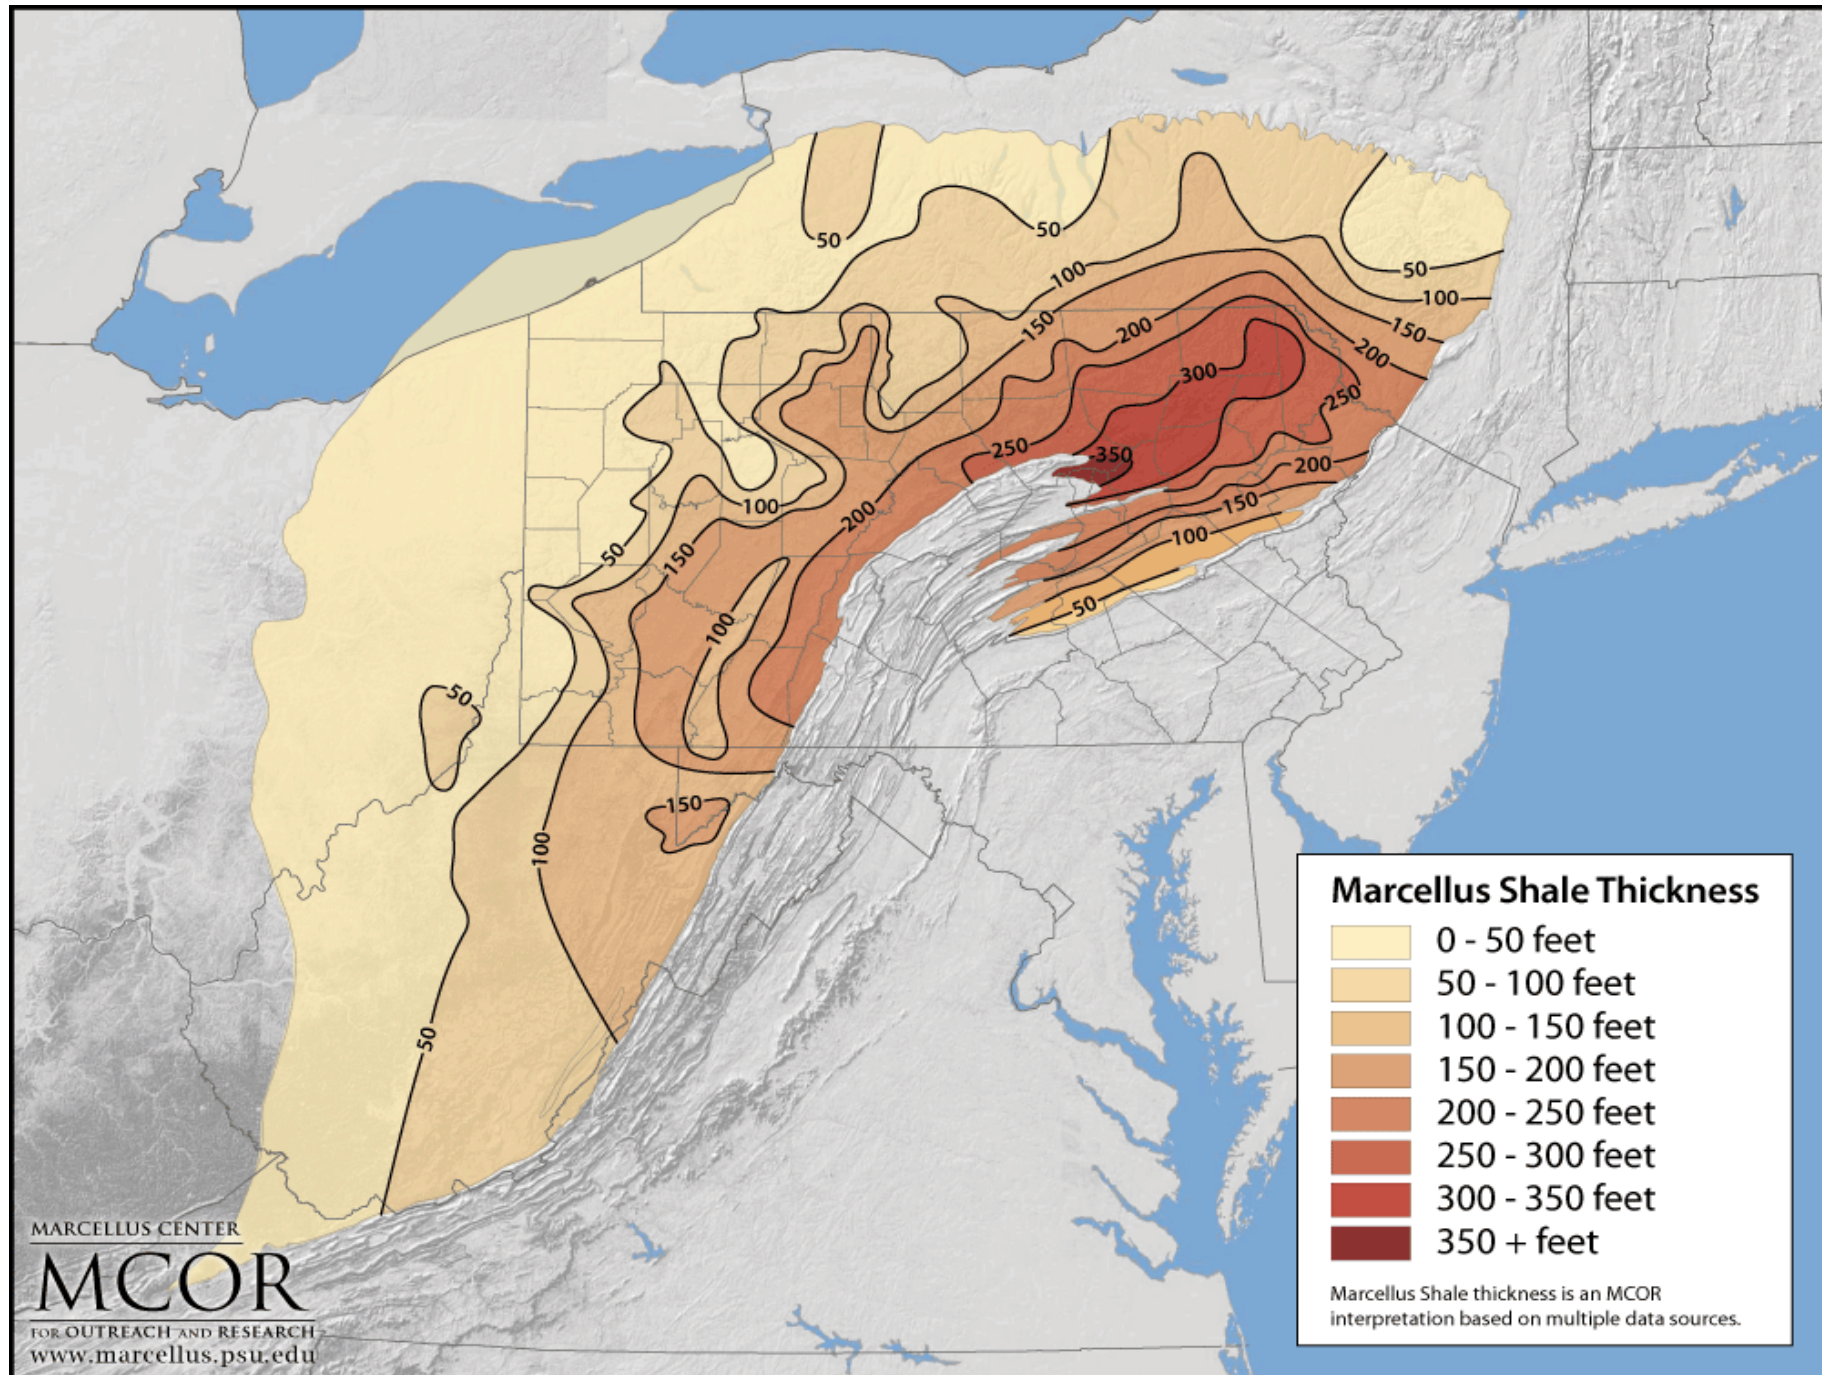 50
50
50
100
100
150
150
200
200
300
250
250
350
200
150
100
50
200
100
150
50
100
50
150
100
50
Marcellus Shale Thickness
0 - 50 feet
50 - 100 feet
100 - 150 feet
150 - 200 feet
200 - 250 feet
250 - 300 feet
300 - 350 feet
350 + feet
Marcellus Shale thickness is an MCOR
interpretation based on multiple data sources.
MARCELLUS CENTER
MCOR
FOR OUTREACH AND RESEARCH
www.marcellus.psu.edu